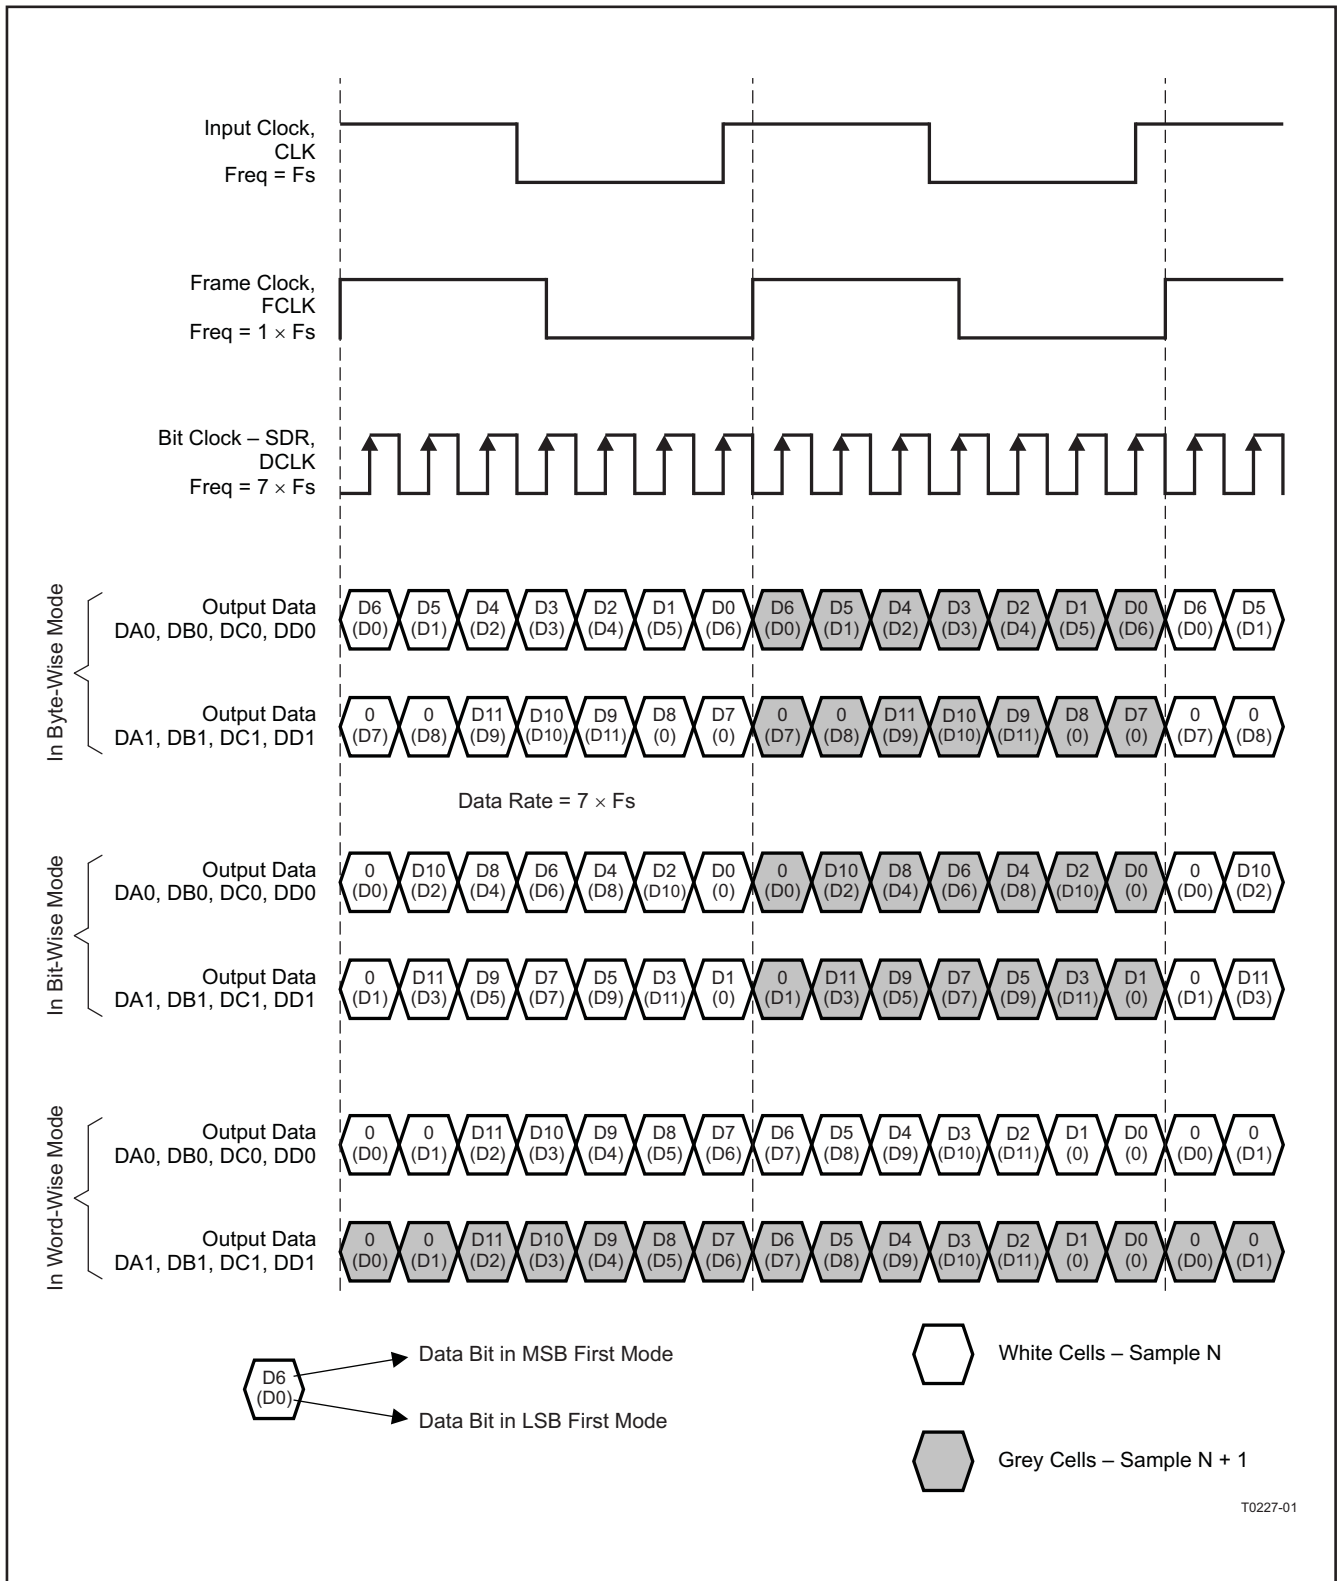 Input Clock,
CLK
Freq = Fs
Frame Clock,
FCLK
Freq = 1 × Fs
Bit Clock – SDR,
DCLK
Freq = 7 × Fs
In Byte-Wise Mode
Output Data
DA0, DB0, DC0, DD0
D6 D5 D4 D3 D2 D1 D0 D6 D5 D4 D3 D2 D1 D0 D6 D5
(D0) (D1) (D2) (D3) (D4) (D5) (D6) (D0) (D1) (D2) (D3) (D4) (D5) (D6) (D0) (D1)
Output Data
DA1, DB1, DC1, DD1
0 0 D11 D10 D9 D8 D7 0 0 D11 D10 D9 D8 D7 0 0
(D7) (D8) (D9) (D10) (D11) (0) (0) (D7) (D8) (D9) (D10) (D11) (0) (0) (D7) (D8)
Data Rate = 7 × Fs
In Bit-Wise Mode
Output Data
DA0, DB0, DC0, DD0
0 D10 D8 D6 D4 D2 D0 0 D10 D8 D6 D4 D2 D0 0 D10
(D0) (D2) (D4) (D6) (D8) (D10) (0) (D0) (D2) (D4) (D6) (D8) (D10) (0) (D0) (D2)
Output Data
DA1, DB1, DC1, DD1
0 D11 D9 D7 D5 D3 D1 0 D11 D9 D7 D5 D3 D1 0 D11
(D1) (D3) (D5) (D7) (D9) (D11) (0) (D1) (D3) (D5) (D7) (D9) (D11) (0) (D1) (D3)
In Word-Wise Mode
Output Data
DA0, DB0, DC0, DD0
0 0 D11 D10 D9 D8 D7 D6 D5 D4 D3 D2 D1 D0 0 0
(D0) (D1) (D2) (D3) (D4) (D5) (D6) (D7) (D8) (D9) (D10) (D11) (0) (0) (D0) (D1)
Output Data
DA1, DB1, DC1, DD1
0 0 D11 D10 D9 D8 D7 D6 D5 D4 D3 D2 D1 D0 0 0
(D0) (D1) (D2) (D3) (D4) (D5) (D6) (D7) (D8) (D9) (D10) (D11) (0) (0) (D0) (D1)
D6
(D0)
Data Bit in MSB First Mode
Data Bit in LSB First Mode
White Cells – Sample N
Grey Cells – Sample N + 1
T0227-01